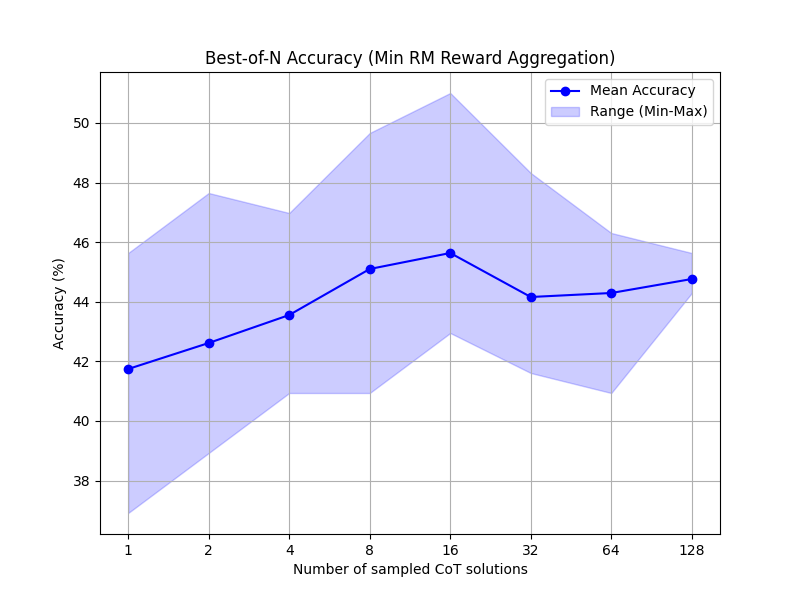 Best-of-N Accuracy (Min RM Reward Aggregation)
Mean Accuracy
Range (Min-Max)
Accuracy (%)
50
48
46
44
42
40
38
1 2 4 8 16 32 64 128
Number of sampled CoT solutions